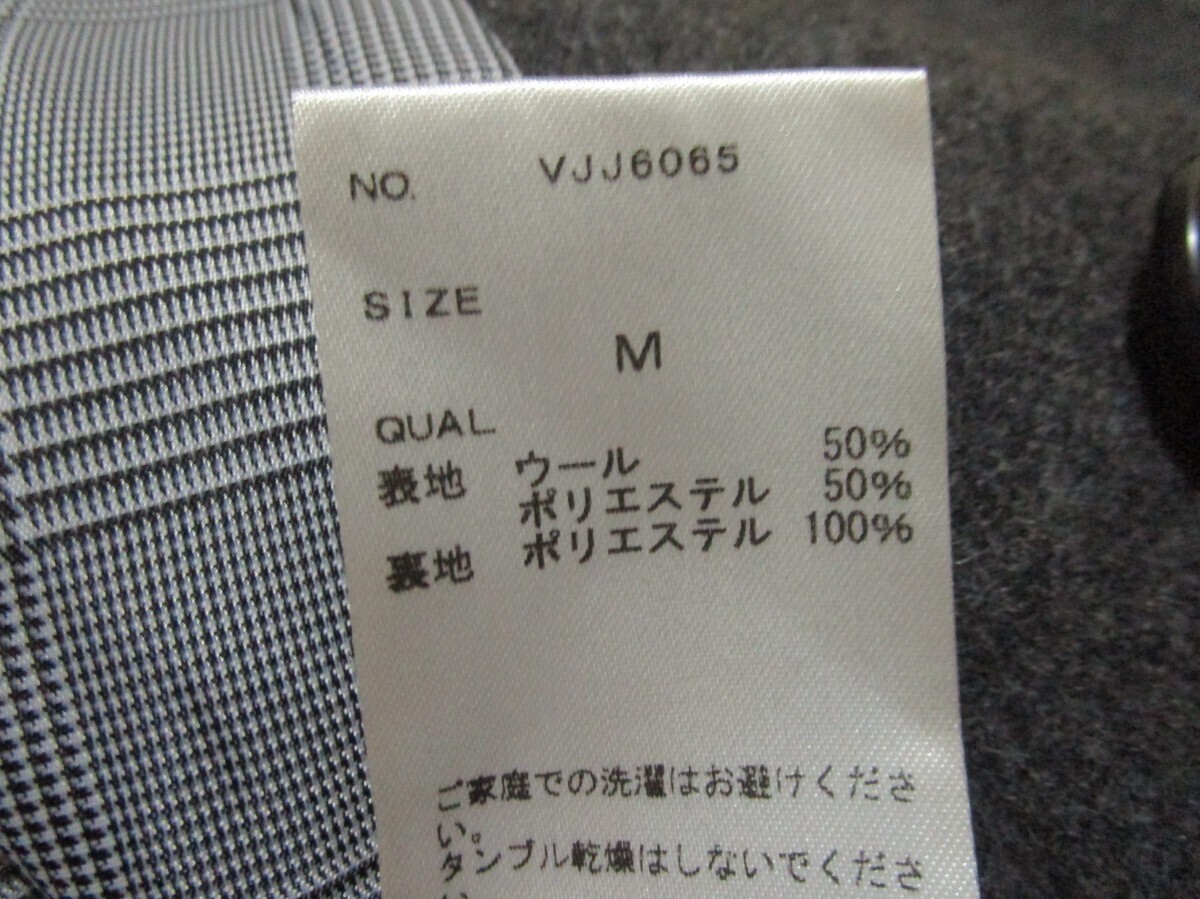 NO. VJJ6065
SIZE
M
QUAL
表地 ウール 50%
ポリエステル 50%
裏地 ポリエステル 100%
ご家庭での洗濯はお避けくださ
い。
タンブル乾燥はしないでくださ
い